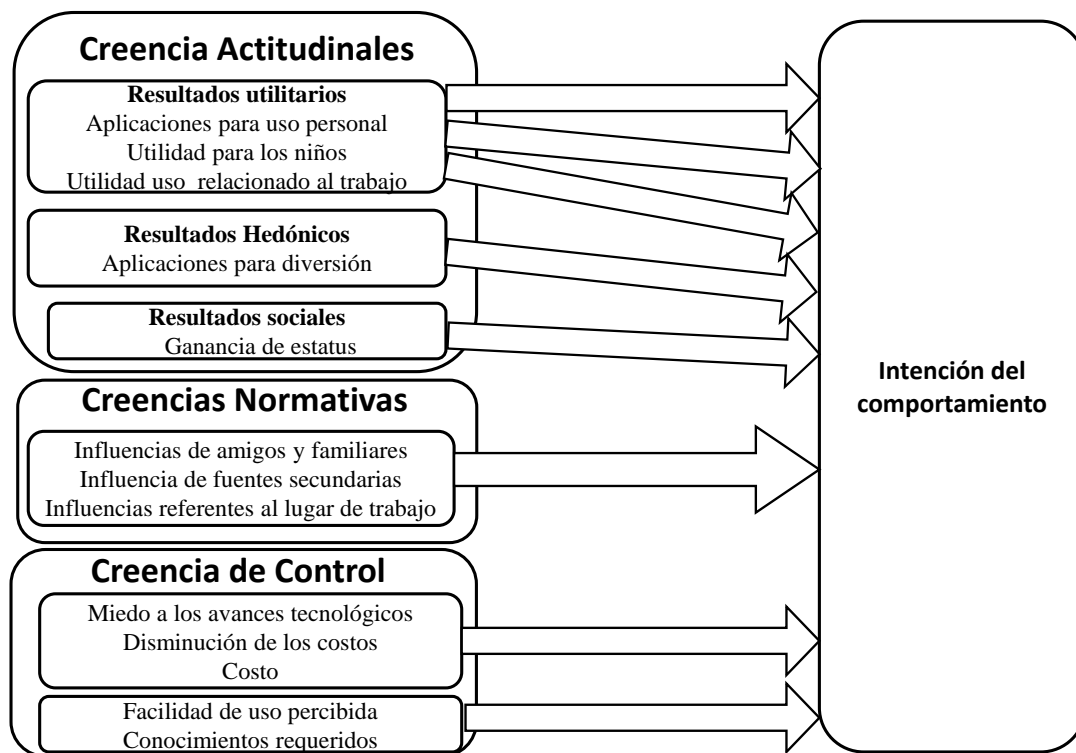 Creencia Actitudinales
Resultados utilitarios
Aplicaciones para uso personal
Utilidad para los niños
Utilidad uso relacionado al trabajo
Resultados Hedónicos
Aplicaciones para diversión
Resultados sociales
Ganancia de estatus
Creencias Normativas
Influencias de amigos y familiares
Influencia de fuentes secundarias
Influencias referentes al lugar de trabajo
Creencia de Control
Miedo a los avances tecnológicos
Disminución de los costos
Costo
Facilidad de uso percibida
Conocimientos requeridos
Intención del
comportamiento